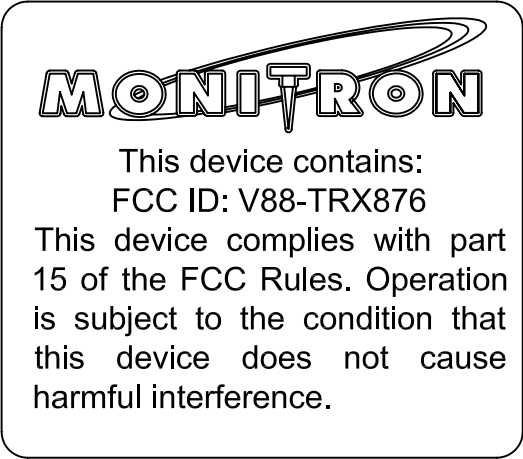 MONITRON
This device contains:
FCC ID: V88-TRX876
This device complies with part
15 of the FCC Rules. Operation
is subject to the condition that
this device does not cause
harmful interference.